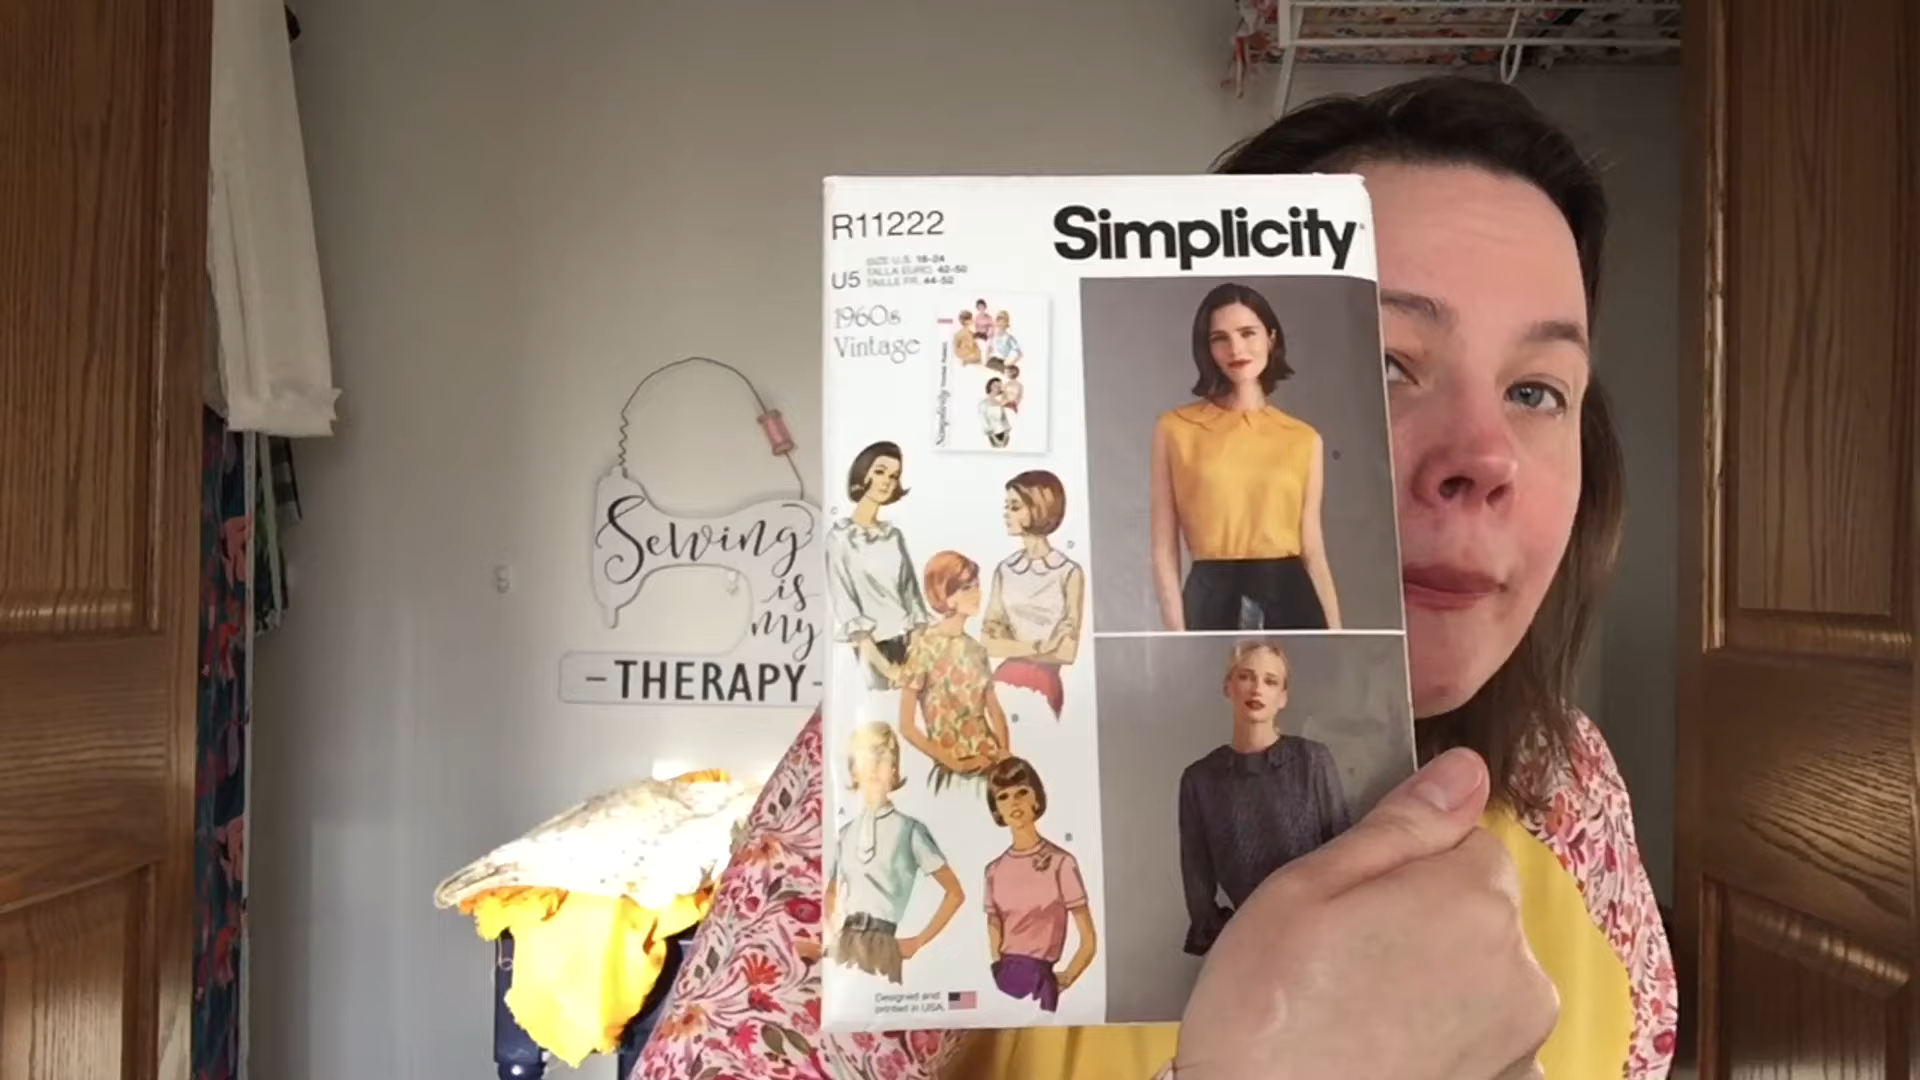 R11222
Simplicity
U5
SIZE U.S. 16-24
TALLA EURO. 42-50
TAILLE FR. 44-52
1960s
Vintage
Simplicity
C
D
D
B
A
B
Designed and
printed in USA.
Sewing
is
my
-THERAPY-